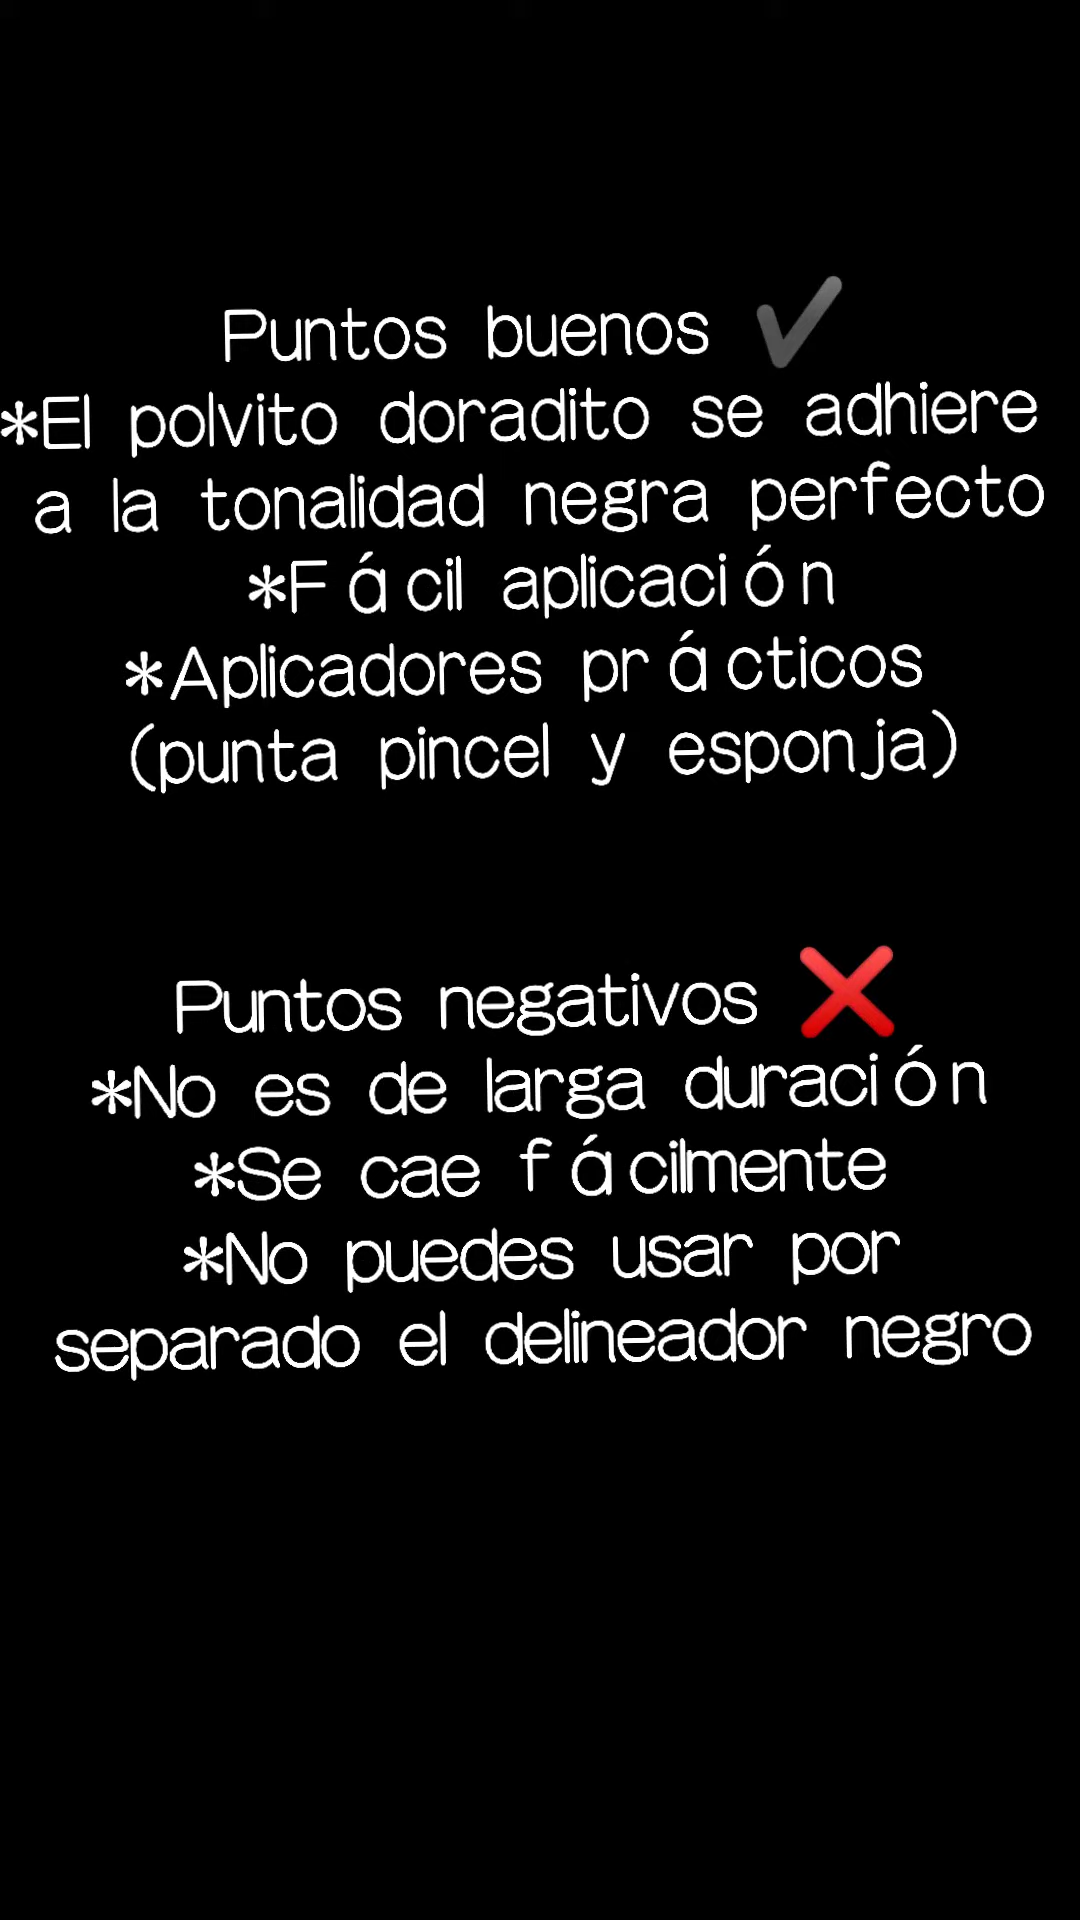 Puntos buenos ✔
*El polvito doradito se adhiere
a la tonalidad negra perfecto
*Fácil aplicación
*Aplicadores prácticos
(punta pincel y esponja)
Puntos negativos ❌
*No es de larga duración
*Se cae fácilmente
*No puedes usar por
separado el delineador negro